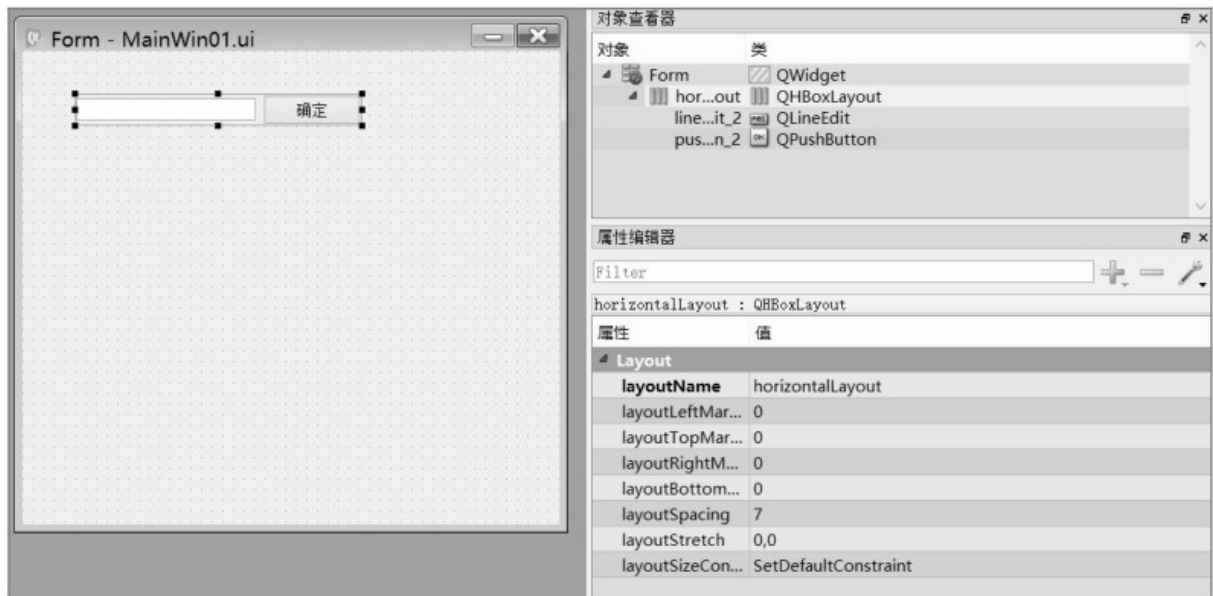 Form - MainWin01.ui
确定
对象查看器
对象 类
Form QWidget
hor...out QHBoxLayout
line...it_2 QLineEdit
pus...n_2 QPushButton
属性编辑器
Filter
horizontalLayout : QHBoxLayout
属性 值
Layout
layoutName horizontalLayout
layoutLeftMar... 0
layoutTopMar... 0
layoutRightM... 0
layoutBottom... 0
layoutSpacing 7
layoutStretch 0,0
layoutSizeCon... SetDefaultConstraint